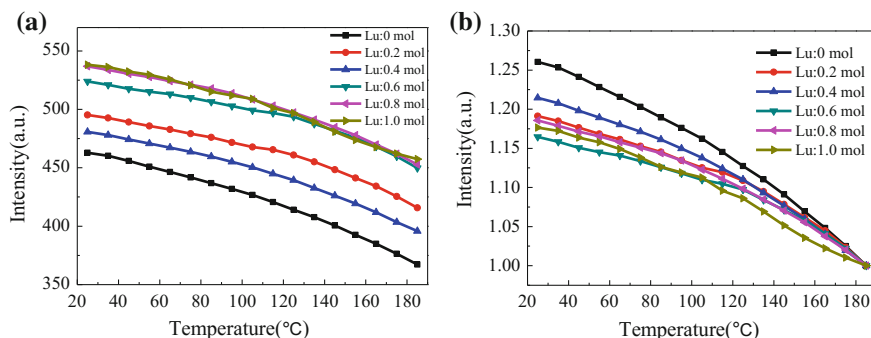 (a)
Intensity(a.u.)
550
500
450
400
350
20 40 60 80 100 120 140 160 180
Temperature(℃)
Lu:0 mol
Lu:0.2 mol
Lu:0.4 mol
Lu:0.6 mol
Lu:0.8 mol
Lu:1.0 mol
(b)
Intensity(a.u.)
1.30
1.25
1.20
1.15
1.10
1.05
1.00
20 40 60 80 100 120 140 160 180
Temperature(℃)
Lu:0 mol
Lu:0.2 mol
Lu:0.4 mol
Lu:0.6 mol
Lu:0.8 mol
Lu:1.0 mol